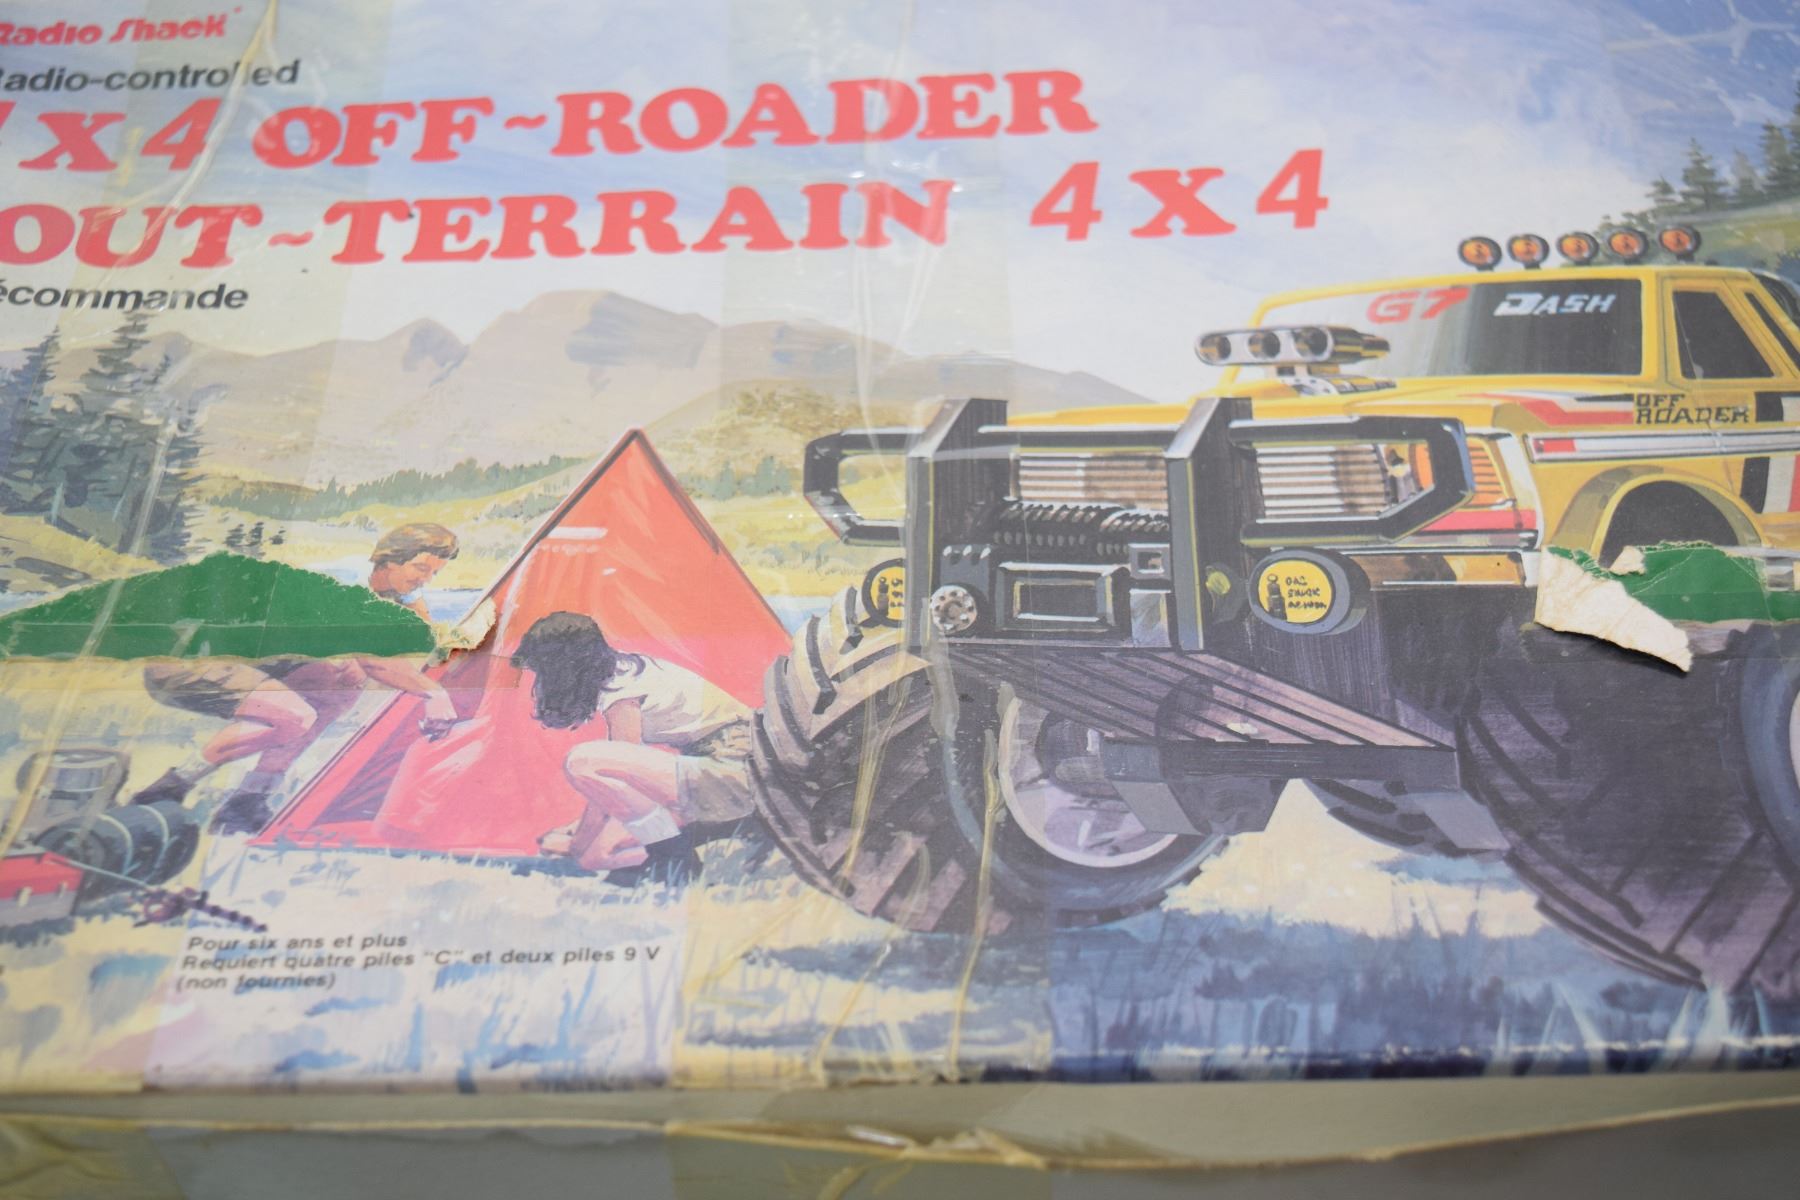 Radio Shack
Radio-controlled
4 x 4 OFF~ROADER
OUT~TERRAIN 4 x 4
écommande
G7 DASH
OFF
ROADER
Pour six ans et plus
Requiert quatre piles "C" et deux piles 9 V
(non fournies)